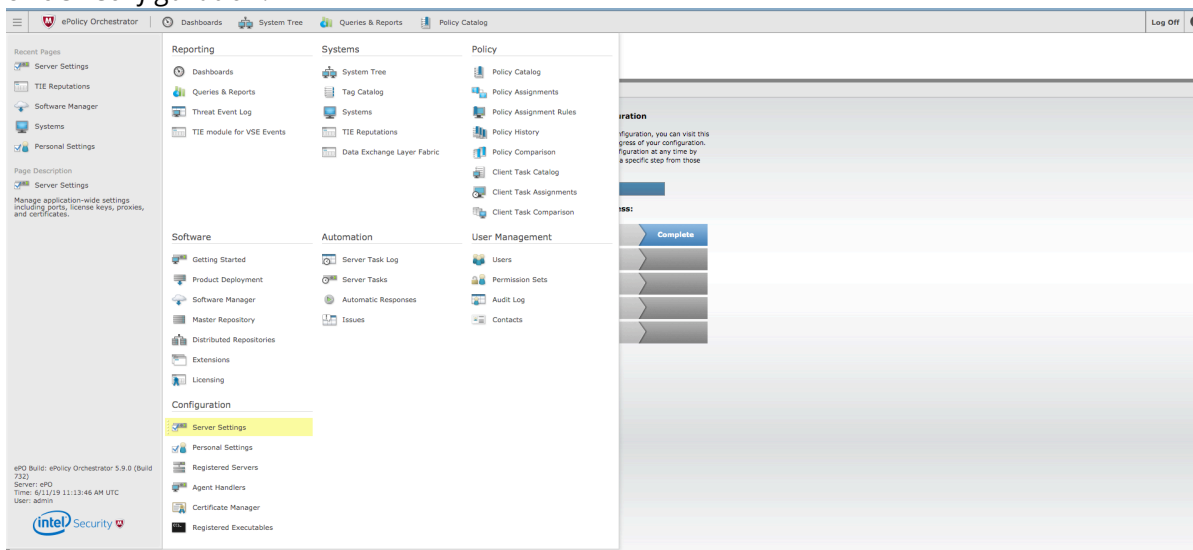 ePolicy Orchestrator
Dashboards
System Tree
Queries & Reports
Policy Catalog
Log Off
Recent Pages
Server Settings
TIE Reputations
Software Manager
Systems
Personal Settings
Page Description
Server Settings
Manage application-wide settings
including ports, license keys, proxies,
and certificates.
ePO Build: ePolicy Orchestrator 5.9.0 (Build
732)
Server: ePO
Time: 6/11/19 11:13:46 AM UTC
User: admin
intel Security
Reporting
Dashboards
Queries & Reports
Threat Event Log
TIE module for VSE Events
Systems
System Tree
Tag Catalog
Systems
TIE Reputations
Data Exchange Layer Fabric
Policy
Policy Catalog
Policy Assignments
Policy Assignment Rules
Policy History
Policy Comparison
Client Task Catalog
Client Task Assignments
Client Task Comparison
Software
Getting Started
Product Deployment
Software Manager
Master Repository
Distributed Repositories
Extensions
Licensing
Automation
Server Task Log
Server Tasks
Automatic Responses
Issues
User Management
Users
Permission Sets
Audit Log
Contacts
Configuration
Server Settings
Personal Settings
Registered Servers
Agent Handlers
Certificate Manager
Registered Executables
uration
nfiguration, you can visit this
gress of your configuration.
figuration at any time by
a specific step from those
ess:
Complete